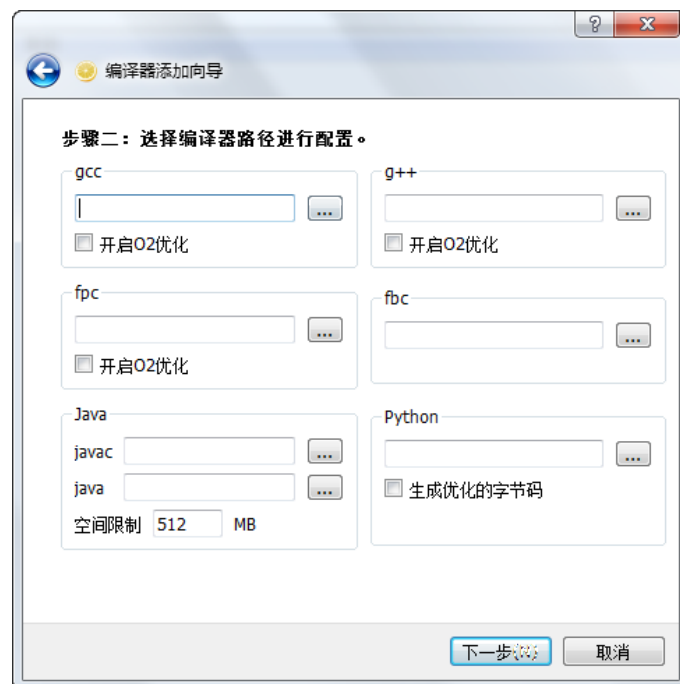 编译器添加向导
步骤二：选择编译器路径进行配置。
gcc
...
开启O2优化
g++
...
开启O2优化
fpc
...
开启O2优化
fbc
...
Java
javac
...
java
...
空间限制 512 MB
Python
...
生成优化的字节码
下一步(N) 取消